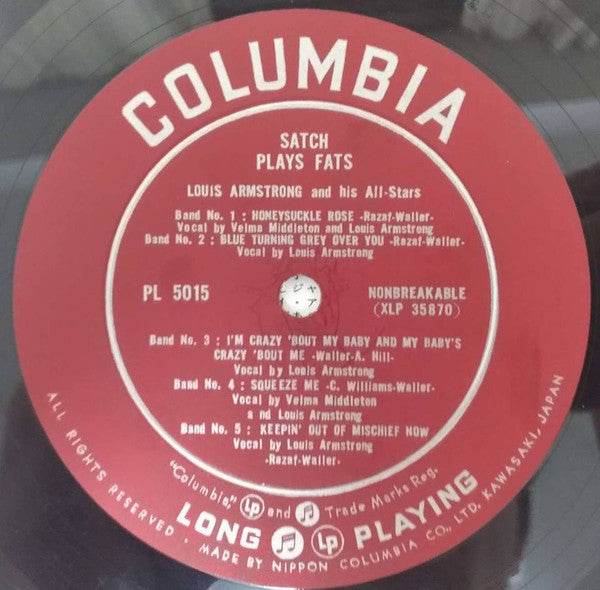 COLUMBIA
SATCH
PLAYS FATS
LOUIS ARMSTRONG and his All-Stars
Band No. 1 : HONEYSUCKLE ROSE -Razaf-Waller-
Vocal by Velma Middleton and Louis Armstrong
Band No. 2 : BLUE TURNING GREY OVER YOU -Razaf-Waller-
Vocal by Louis Armstrong
PL 5015
NONBREAKABLE
(XLP 35870)
Band No. 3 : I'M CRAZY 'BOUT MY BABY AND MY BABY'S
CRAZY 'BOUT ME -Waller-A. Hill-
Vocal by Louis Armstrong
Band No. 4 : SQUEEZE ME -C. Williams-Waller-
Vocal by Velma Middleton
a nd Louis Armstrong
Band No. 5 : KEEPIN' OUT OF MISCHIEF NOW
Vocal by Louis Armstrong
-Razaf-Waller-
"Columbia," LP and Trade Marks Reg.
LONG LP PLAYING
ALL RIGHTS RESERVED • MADE BY NIPPON COLUMBIA CO., LTD. KAWASAKI, JAPAN